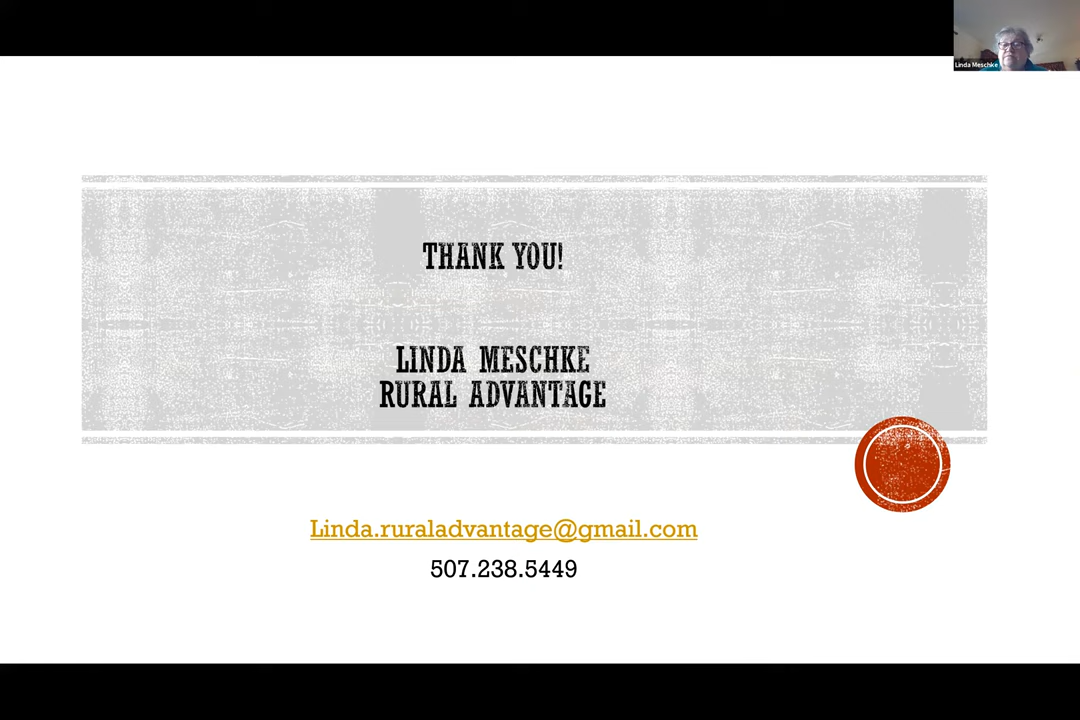 Linda Meschke
THANK YOU!
LINDA MESCHKE
RURAL ADVANTAGE
Linda.ruraladvantage@gmail.com
507.238.5449